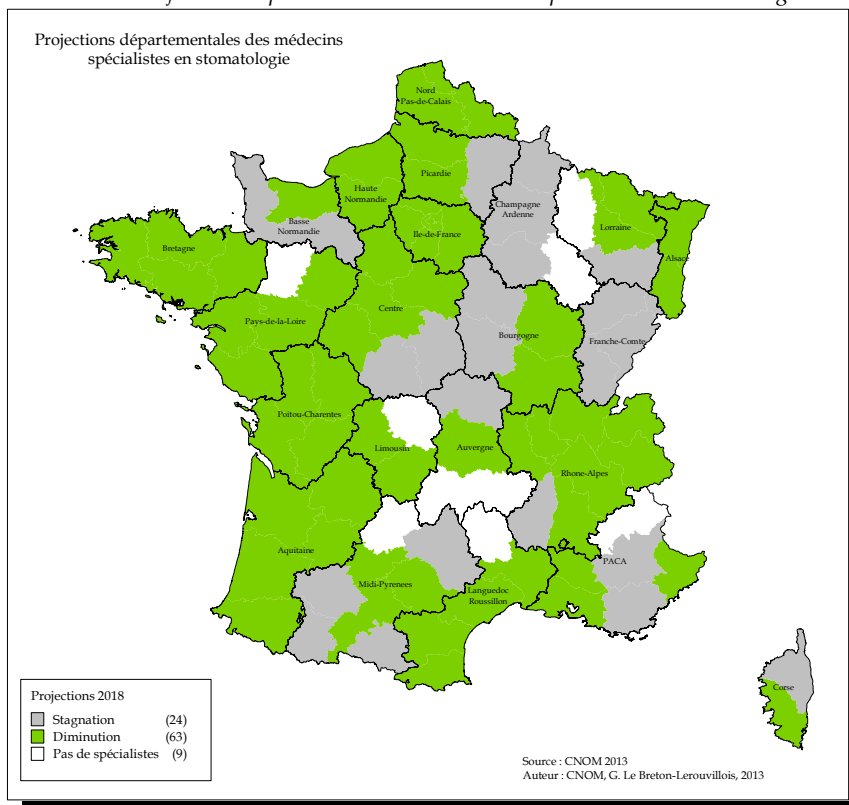 Projections départementales des médecins
spécialistes en stomatologie
Nord
Pas-de-Calais
Picardie
Haute
Normandie
Champagne
Ardenne
Basse
Normandie
Ile-de-France
Lorraine
Bretagne
Alsace
Centre
Pays-de-la-Loire
Bourgogne
Franche-Comte
Poitou-Charentes
Limousin
Auvergne
Rhone-Alpes
Aquitaine
PACA
Midi-Pyrenees
Languedoc
Roussillon
Corse
Projections 2018
Stagnation (24)
Diminution (63)
Pas de spécialistes (9)
Source : CNOM 2013
Auteur : CNOM, G. Le Breton-Lerouvillois, 2013